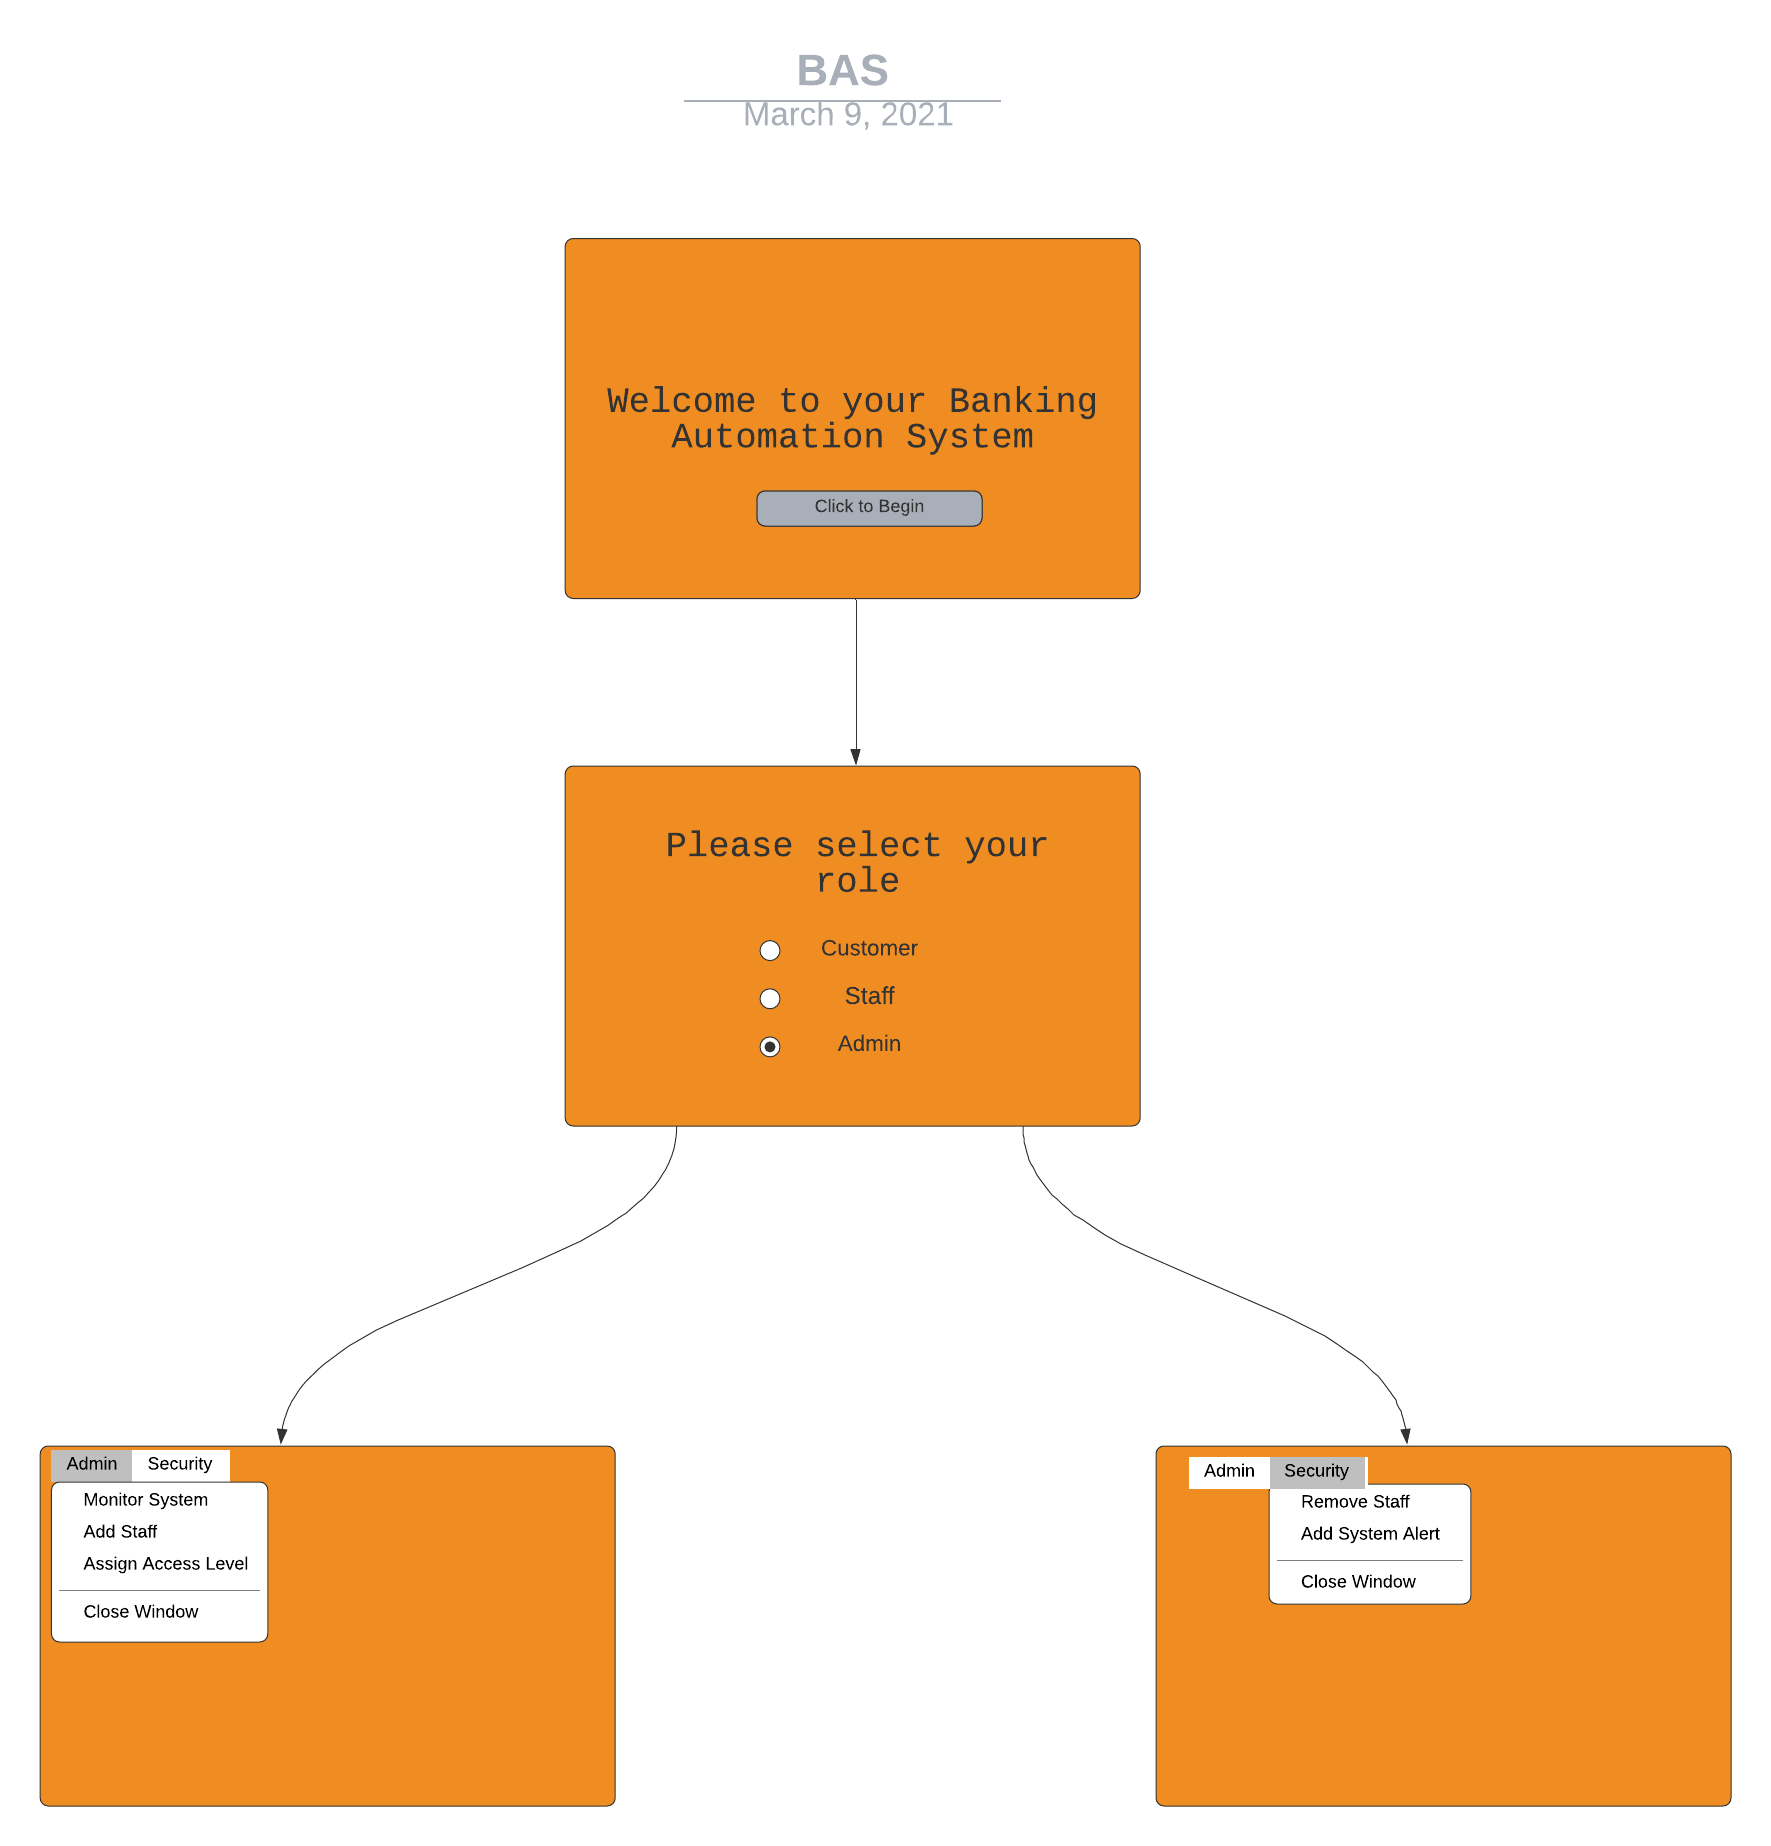 BAS
March 9, 2021
Welcome to your Banking
Automation System
Click to Begin
Please select your
role
Customer
Staff
Admin
Admin Security
Monitor System
Add Staff
Assign Access Level
Close Window
Admin Security
Remove Staff
Add System Alert
Close Window